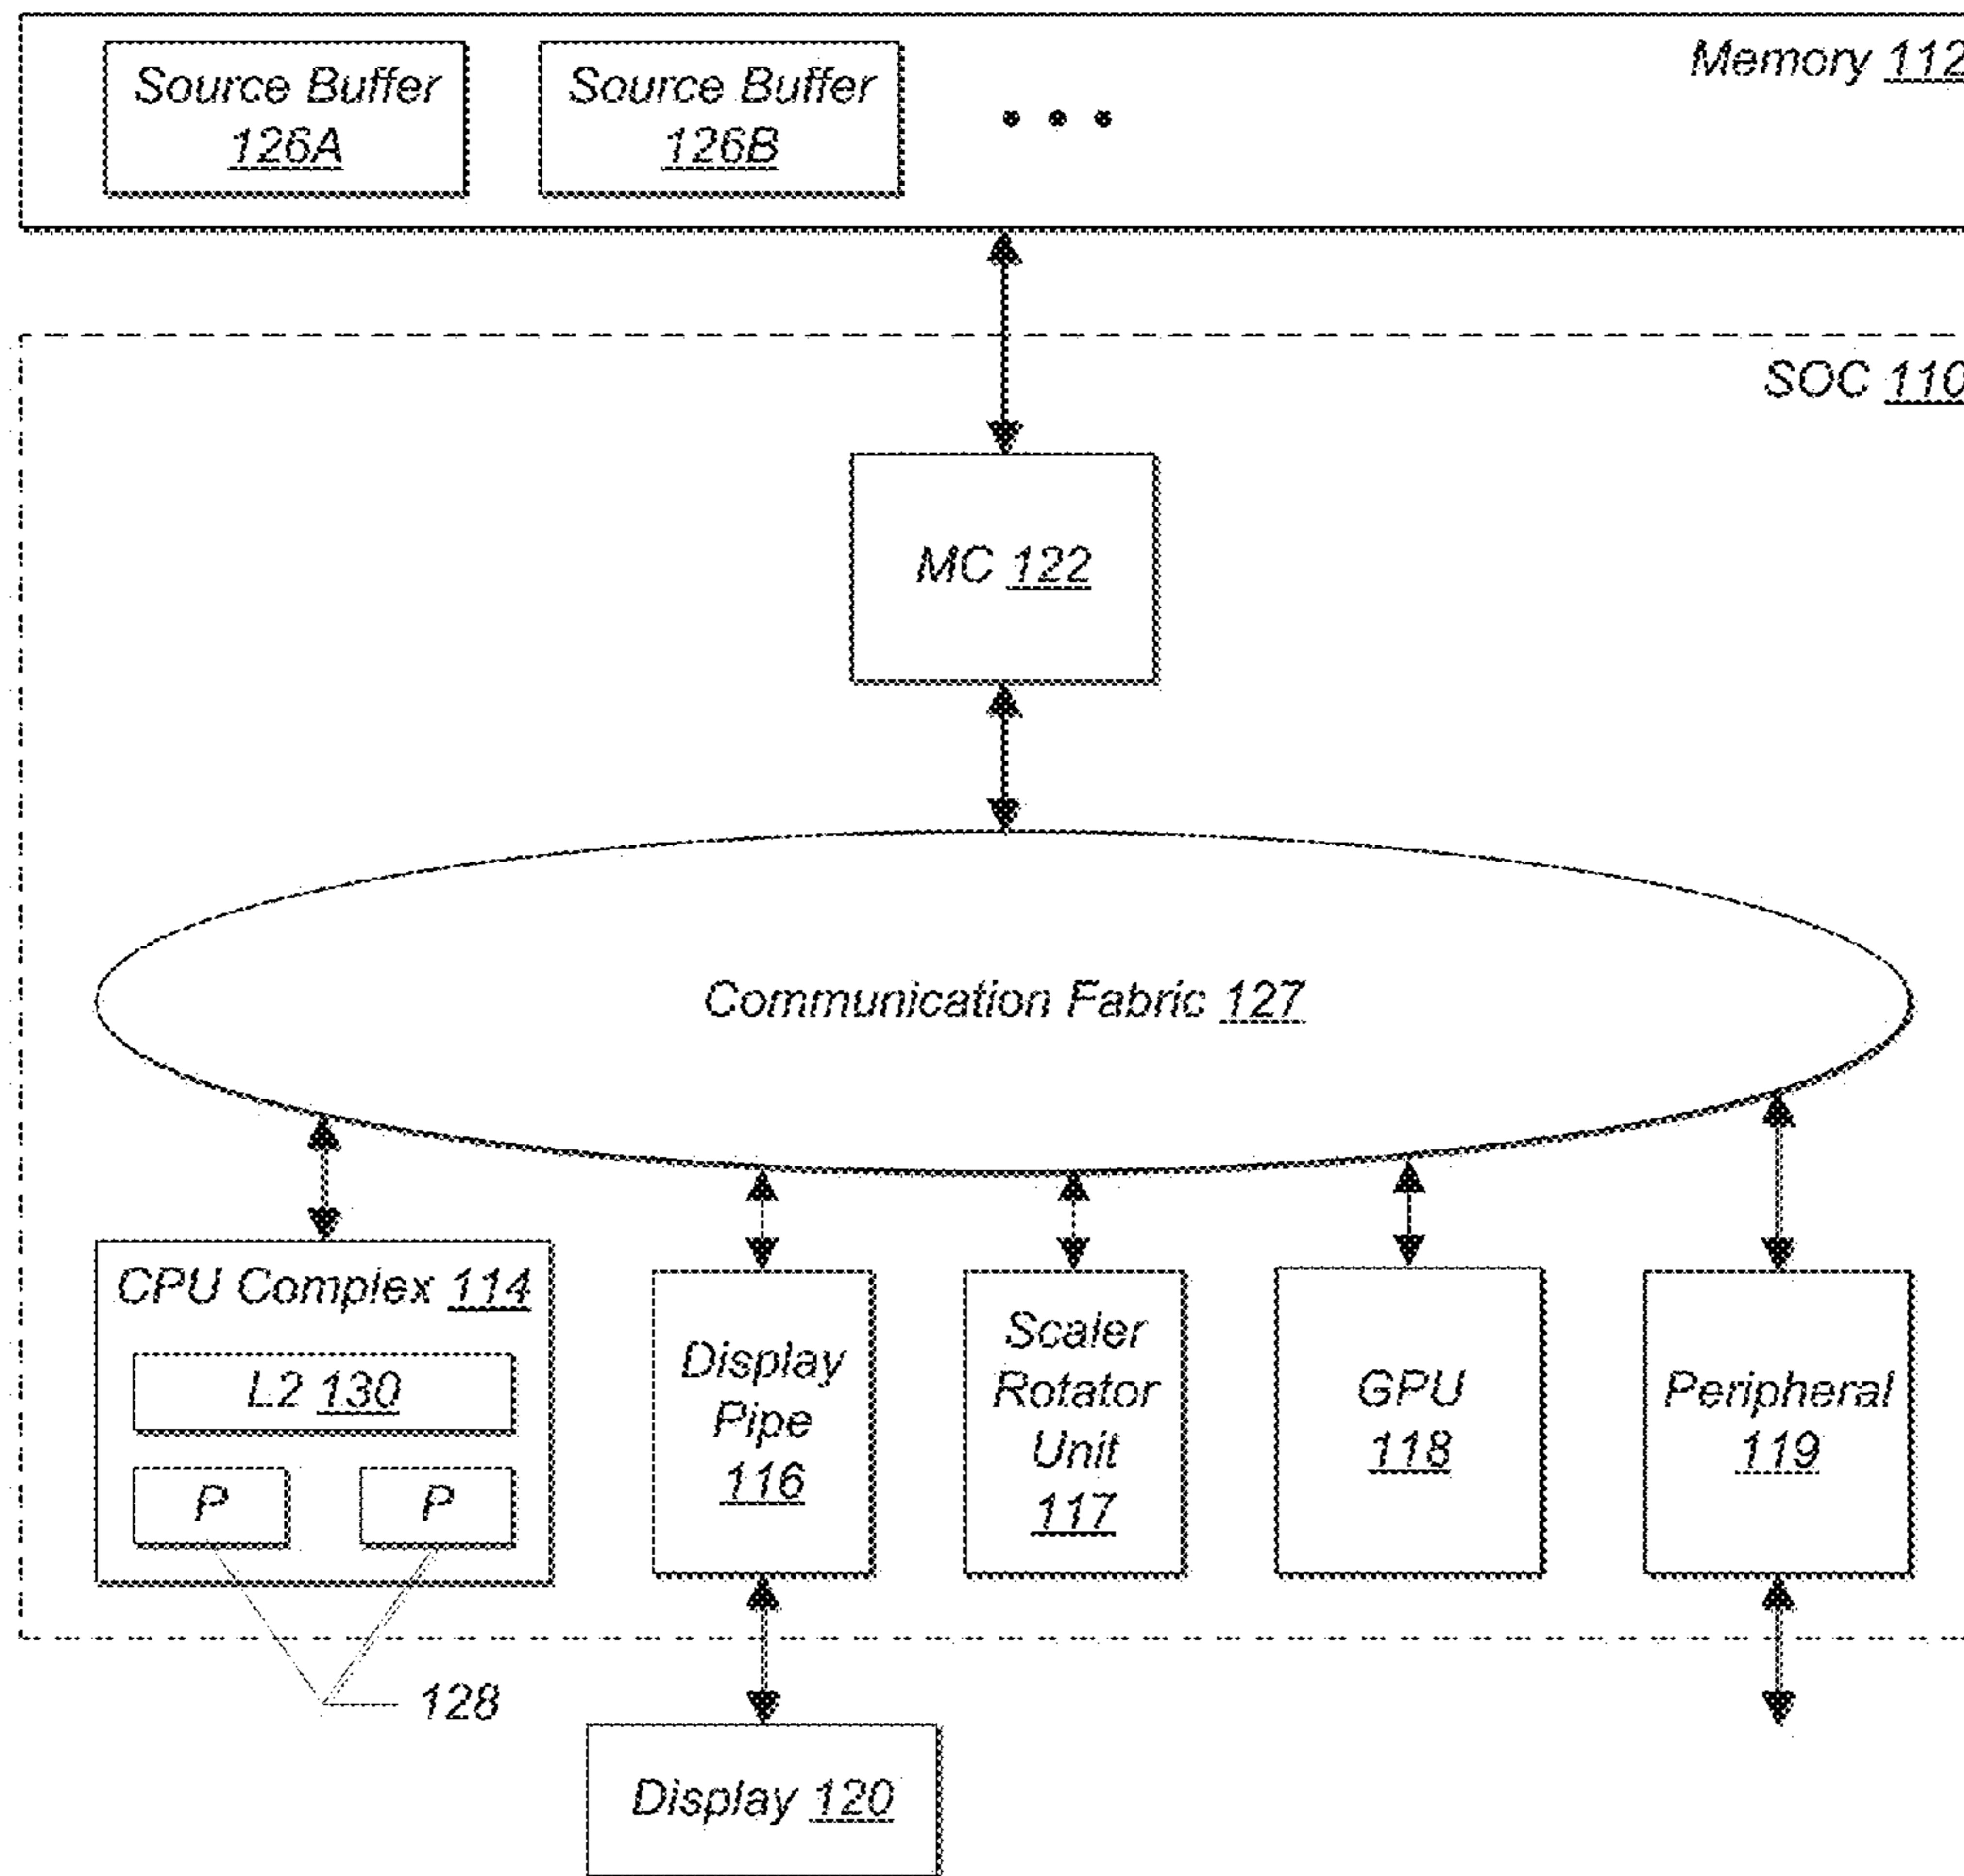 Memory 112
Source Buffer
126A
Source Buffer
126B
SOC 110
MC 122
Communication Fabric 127
CPU Complex 114
L2 130
P
P
128
Display
Pipe
116
Scaler
Rotator
Unit
117
GPU
118
Peripheral
119
Display 120